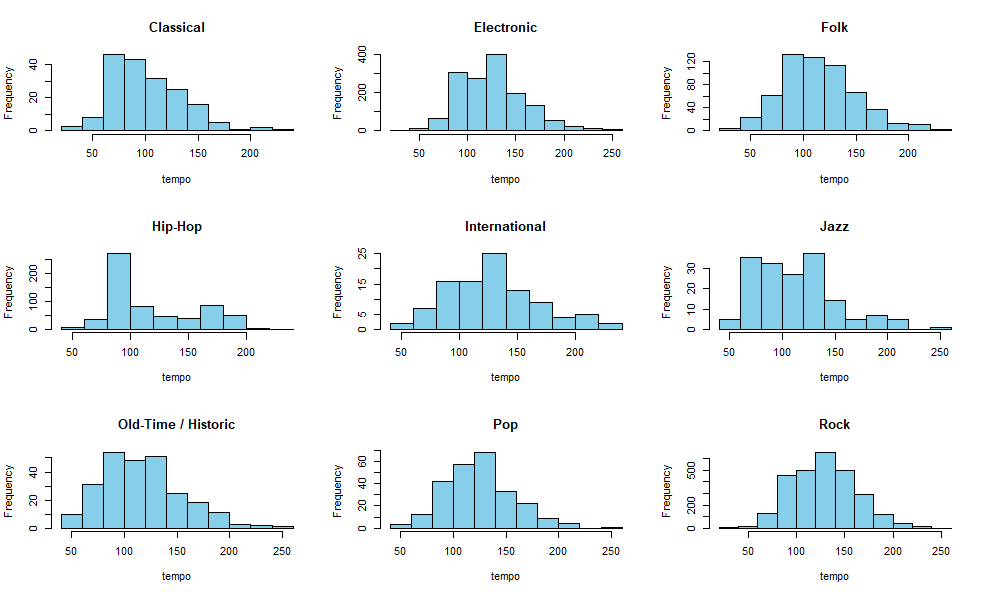 Classical
Frequency
0 20 40
50 100 150 200
tempo
Electronic
Frequency
0 200 400
50 100 150 200 250
tempo
Folk
Frequency
0 40 80 120
50 100 150 200
tempo
Hip-Hop
Frequency
0 100 200
50 100 150 200
tempo
International
Frequency
0 5 15 25
50 100 150 200
tempo
Jazz
Frequency
0 10 20 30
50 100 150 200 250
tempo
Old-Time / Historic
Frequency
0 20 40
50 100 150 200 250
tempo
Pop
Frequency
0 20 40 60
50 100 150 200 250
tempo
Rock
Frequency
0 200 500
50 100 150 200 250
tempo